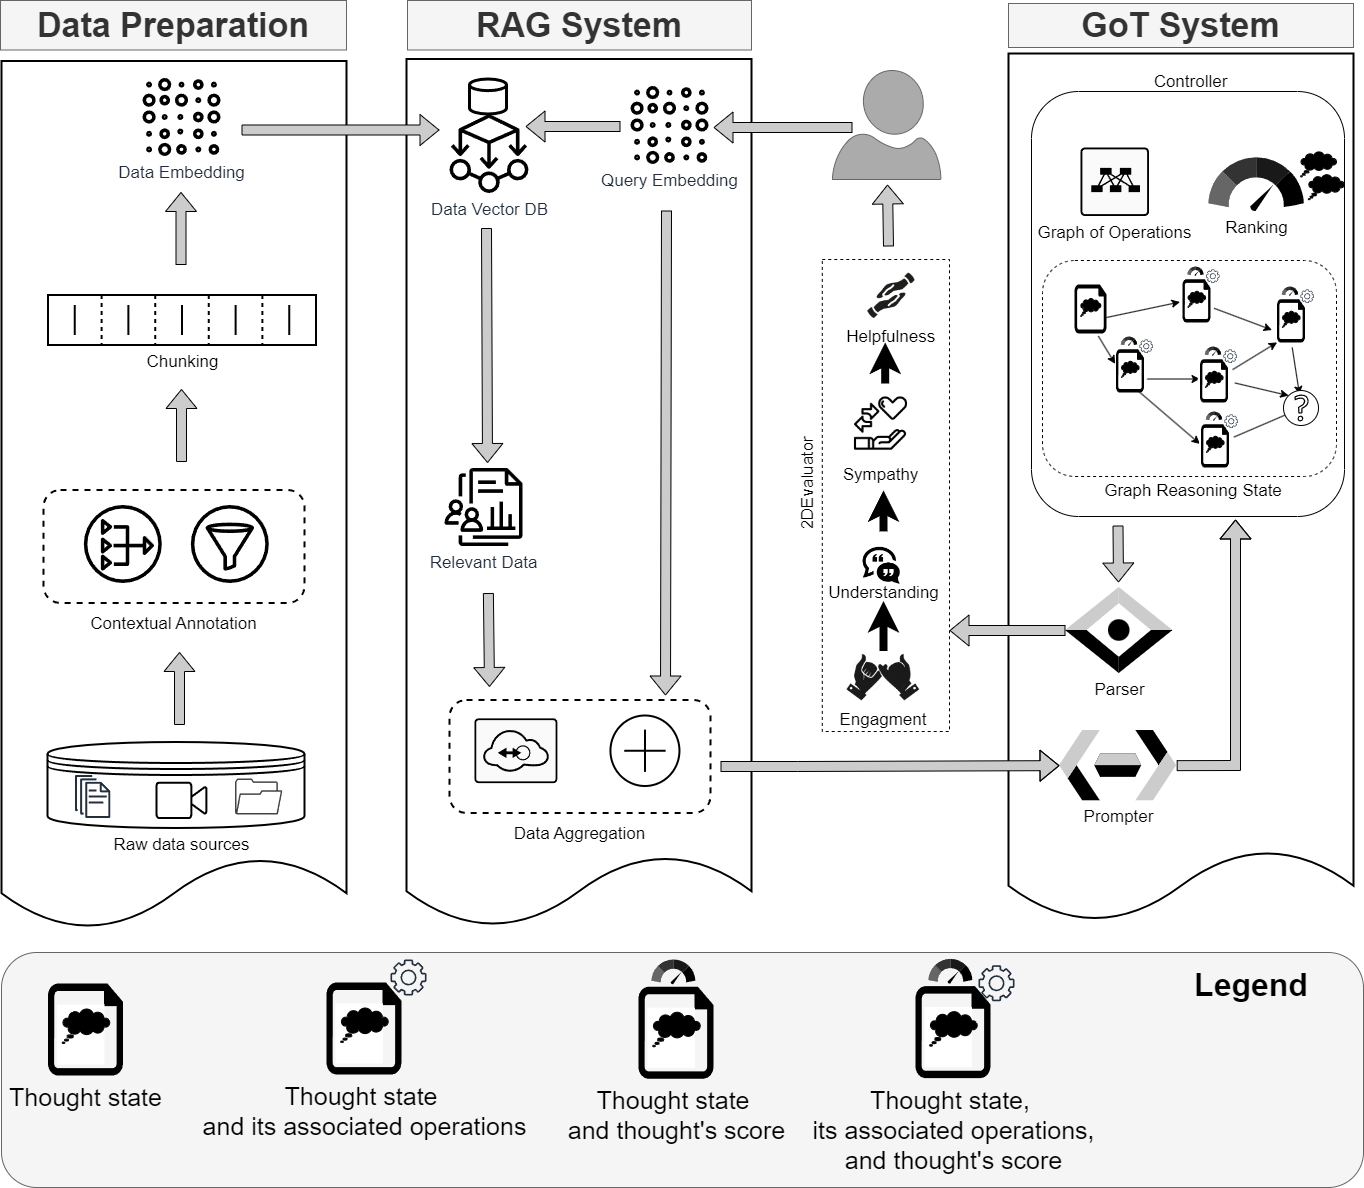 Data Preparation
RAG System
GoT System
Data Embedding
Chunking
Contextual Annotation
Raw data sources
Data Vector DB
Query Embedding
Relevant Data
Data Aggregation
2DEvaluator
Helpfulness
Sympathy
Understanding
Engagment
Controller
Graph of Operations
Ranking
?
Graph Reasoning State
Parser
Prompter
Legend
Thought state
Thought state
and its associated operations
Thought state
and thought's score
Thought state,
its associated operations,
and thought's score